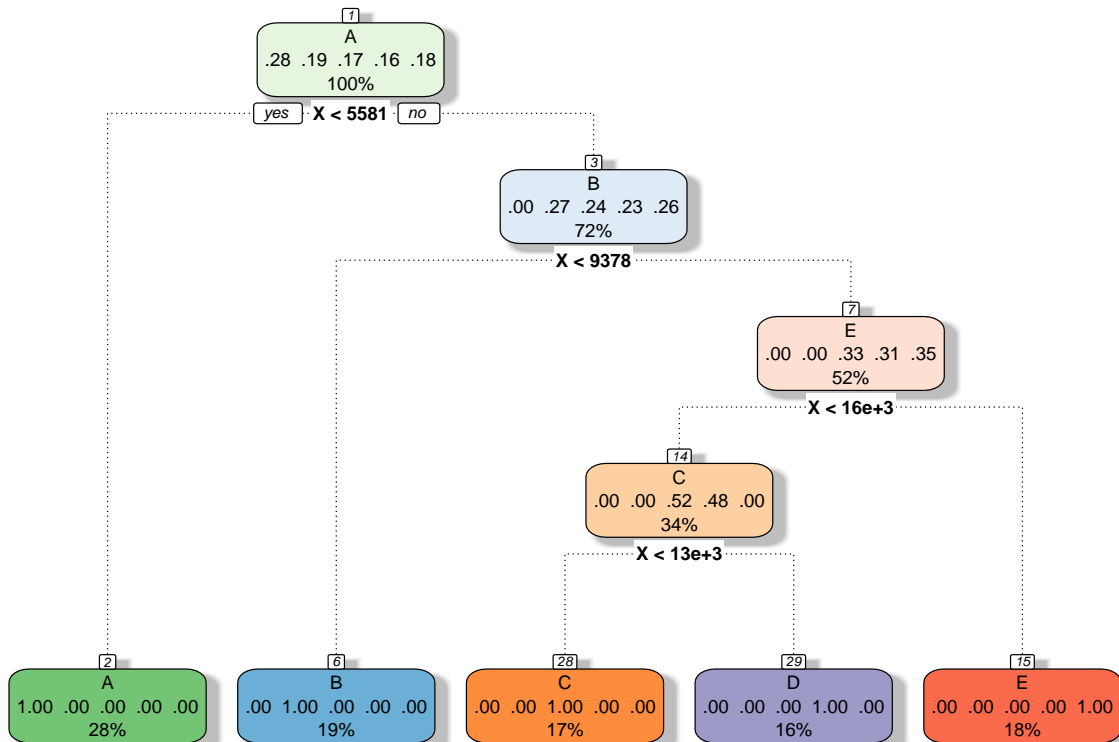 1
A
.28 .19 .17 .16 .18
100%
yes X < 5581 no
3
B
.00 .27 .24 .23 .26
72%
X < 9378
7
E
.00 .00 .33 .31 .35
52%
X < 16e+3
14
C
.00 .00 .52 .48 .00
34%
X < 13e+3
2
A
1.00 .00 .00 .00 .00
28%
6
B
.00 1.00 .00 .00 .00
19%
28
C
.00 .00 1.00 .00 .00
17%
29
D
.00 .00 .00 1.00 .00
16%
15
E
.00 .00 .00 .00 1.00
18%